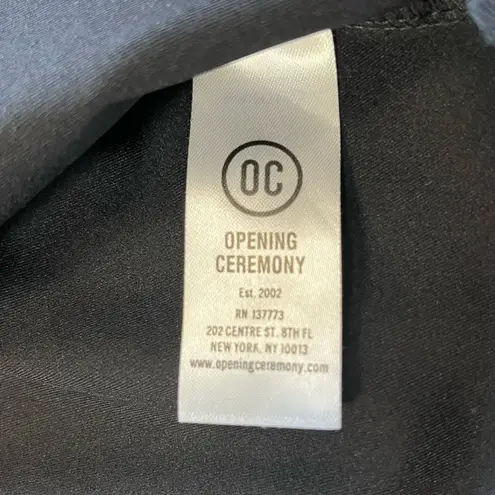 OC
OPENING
CEREMONY
Est. 2002
RN 137773
202 CENTRE ST. 8TH FL
NEW YORK, NY 10013
www.openingceremony.com